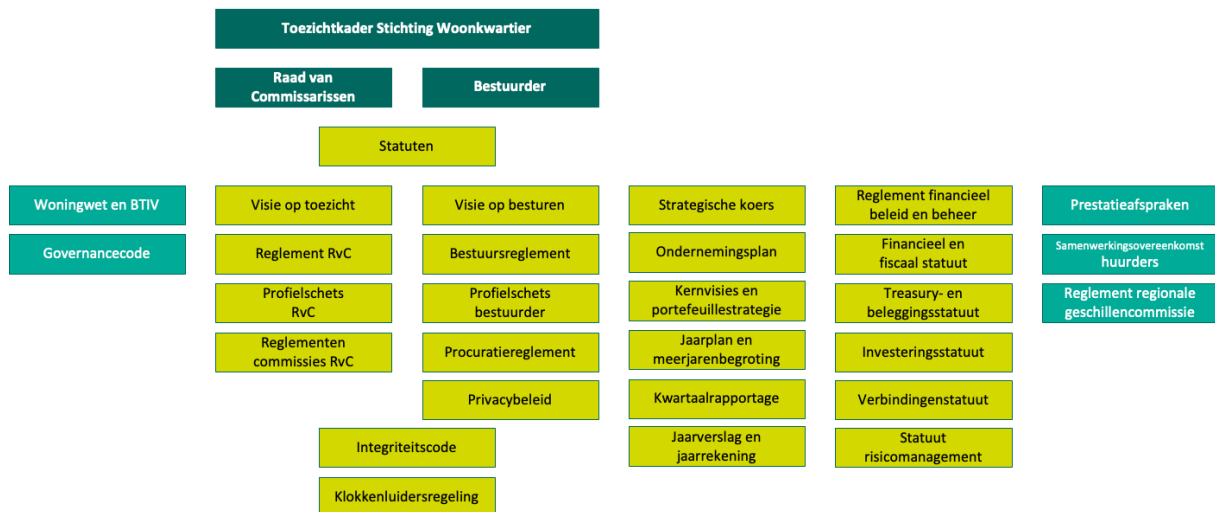 Toezichtkader Stichting Woonkwartier
Raad van
Commissarissen
Bestuurder
Statuten
Woningwet en BTIV
Governancecode
Visie op toezicht
Reglement RvC
Profielschets
RvC
Reglementen
commissies RvC
Visie op besturen
Bestuursreglement
Profielschets
bestuurder
Procuratiereglement
Privacybeleid
Integriteitscode
Klokkenluidersregeling
Strategische koers
Ondernemingsplan
Kernvisies en
portefeuillestrategie
Jaarplan en
meerjarenbegroting
Kwartaalrapportage
Jaarverslag en
jaarrekening
Reglement financieel
beleid en beheer
Financieel en
fiscaal statuut
Treasury- en
beleggingsstatuut
Investeringsstatuut
Verbindingenstatuut
Statuut
risicomanagement
Prestatieafspraken
Samenwerkingsovereenkomst
huurders
Reglement regionale
geschillencommissie